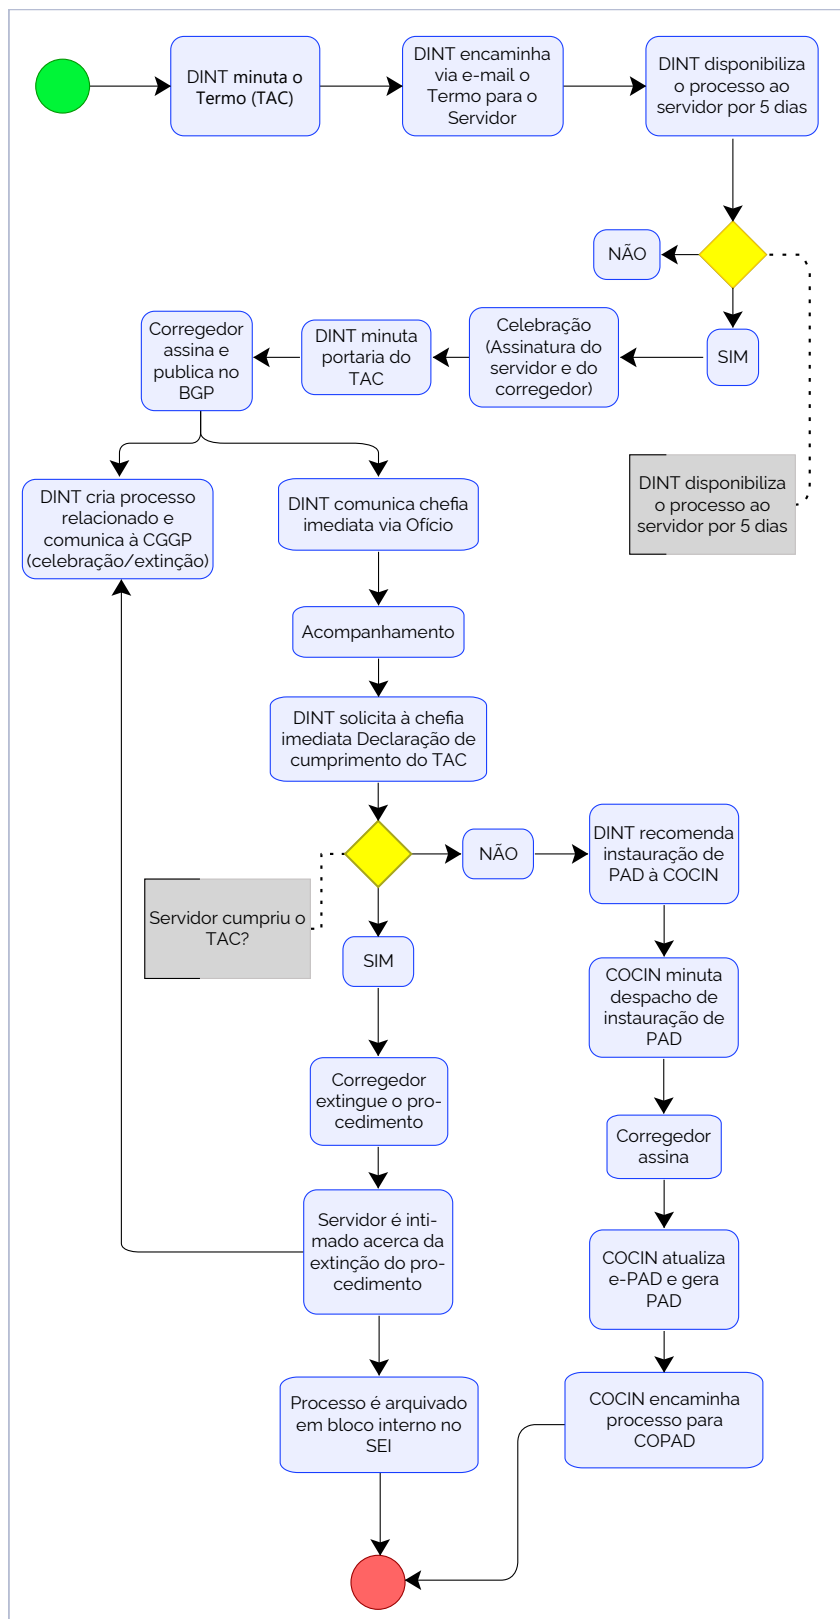 DINT minuta o
Termo (TAC)
DINT encaminha
via e-mail o
Termo para o
Servidor
DINT disponibiliza
o processo ao
servidor por 5 dias
NÃO
SIM
Celebração
(Assinatura do
servidor e do
corregedor)
DINT minuta
portaria do
TAC
Corregedor
assina e
publica no
BGP
DINT disponibiliza
o processo ao
servidor por 5 dias
DINT cria processo
relacionado e
comunica à CGGP
(celebração/extinção)
DINT comunica chefia
imediata via Ofício
Acompanhamento
DINT solicita à chefia
imediata Declaração de
cumprimento do TAC
Servidor cumpriu o
TAC?
NÃO
DINT recomenda
instauração de
PAD à COCIN
SIM
COCIN minuta
despacho de
instauração de
PAD
Corregedor
extingue o pro-
cedimento
Corregedor
assina
Servidor é inti-
mado acerca da
extinção do pro-
cedimento
COCIN atualiza
e-PAD e gera
PAD
Processo é arquivado
em bloco interno no
SEI
COCIN encaminha
processo para
COPAD